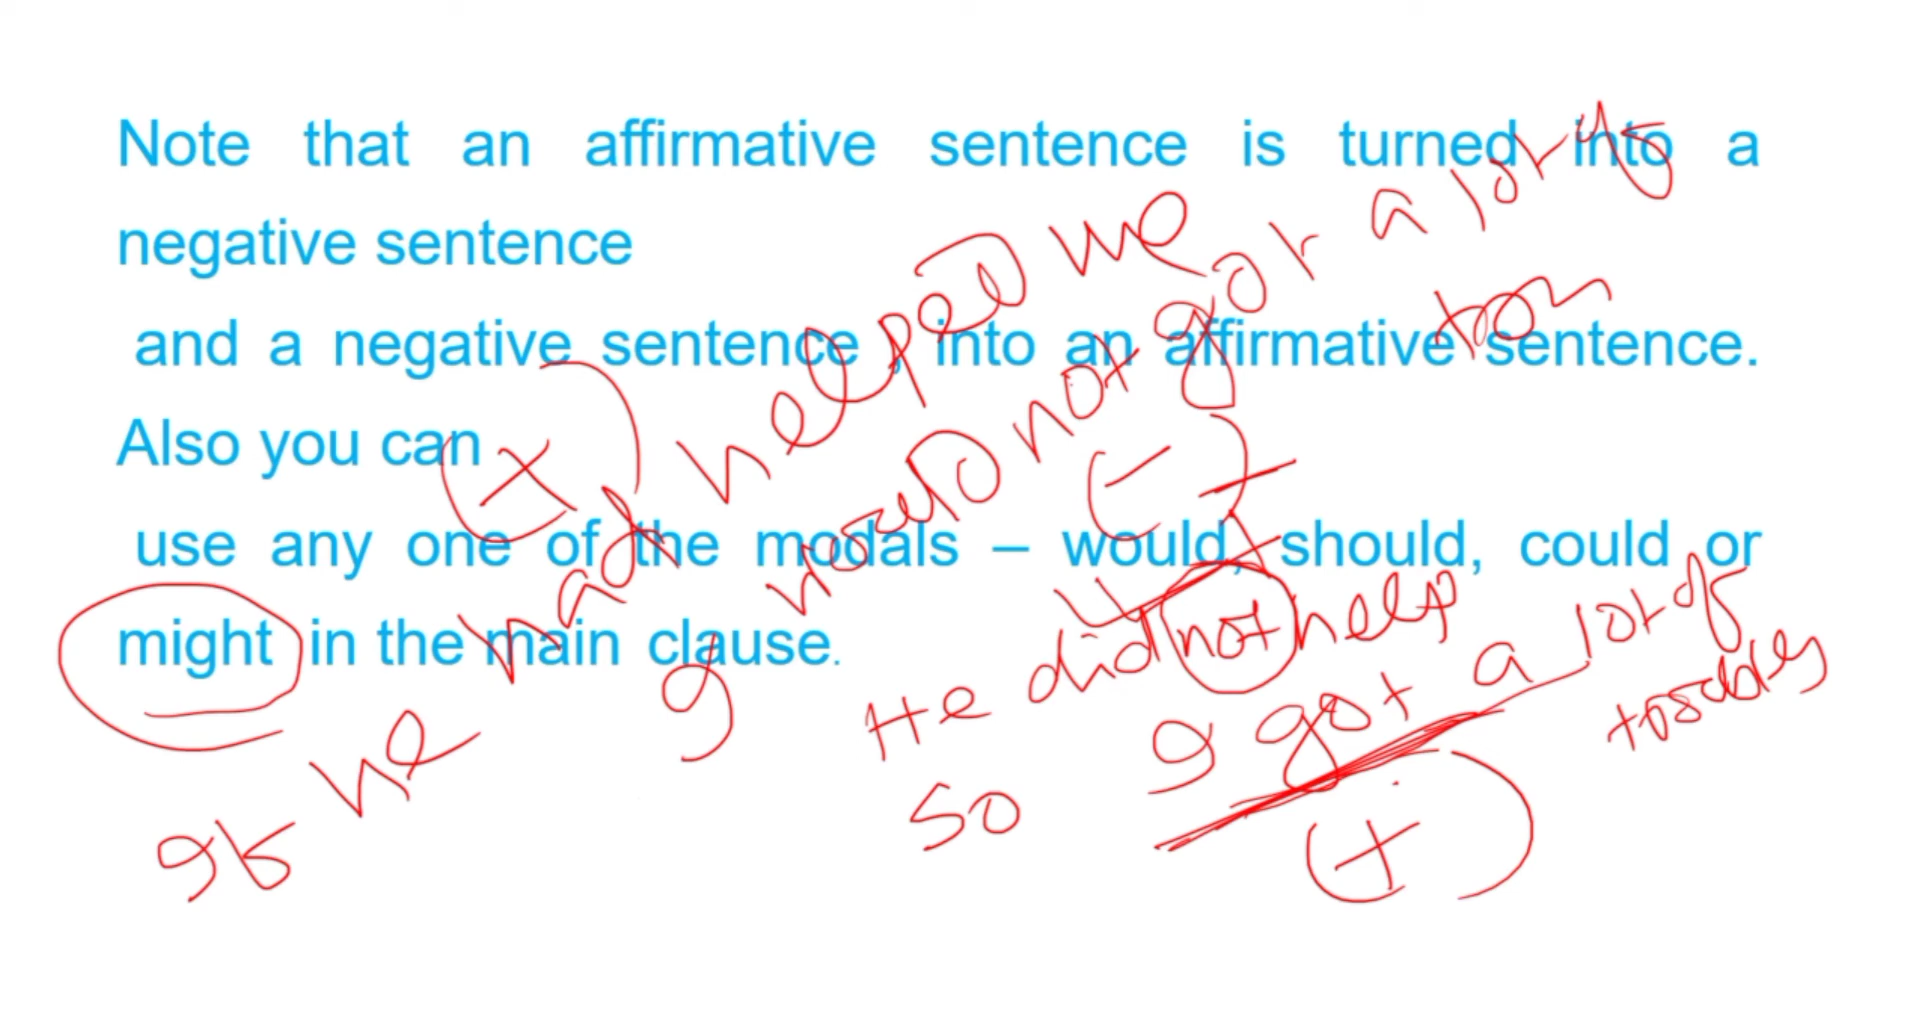 Note that an affirmative sentence is turned into a
negative sentence
and a negative sentence, into an affirmative sentence.
Also you can
use any one of the modals – would, should, could or
might in the main clause.
If he had helped me
I would not got a lot of
(+)
(-)
He did not help
So I got a lot of
troubles
(+)